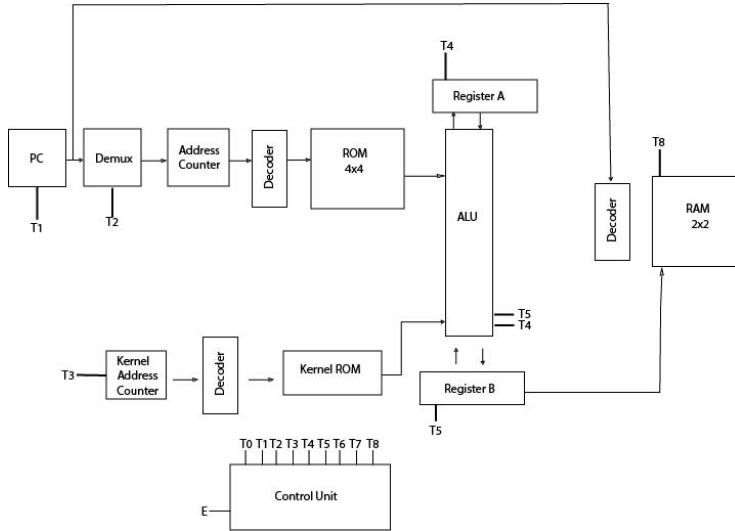 T4
Register A
PC
Demux
Address
Counter
Decoder
ROM
4x4
ALU
T8
Decoder
RAM
2x2
T1
T2
T5
T4
T3
Kernel
Address
Counter
Decoder
Kernel ROM
Register B
T5
T0 T1 T2 T3 T4 T5 T6 T7 T8
E
Control Unit